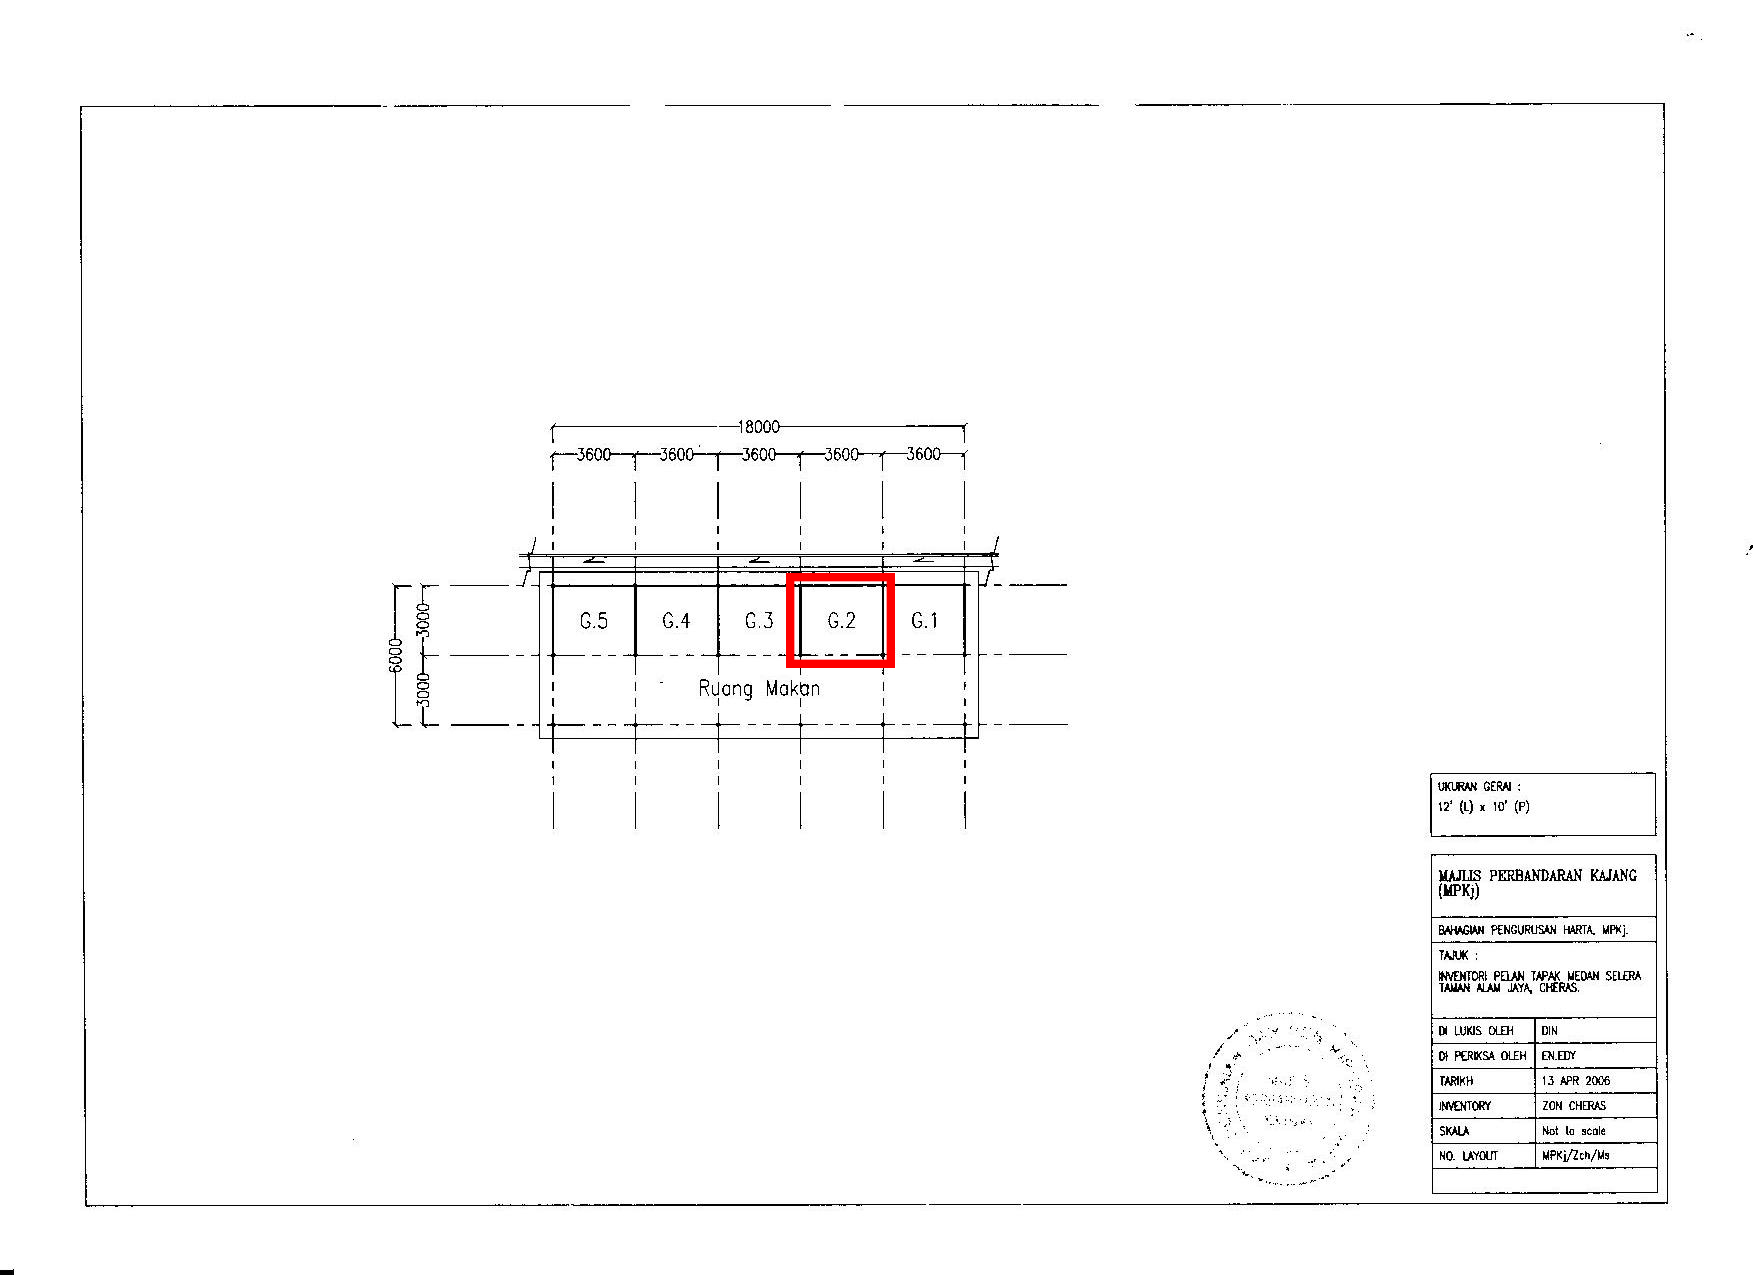 18000
3600 3600 3600 3600 3600
G.5 G.4 G.3 G.2 G.1
6000
3000
3000
Ruang Makan
UKURAN GERAI :
12' (L) x 10' (P)
MAJLIS PERBANDARAN KAJANG
(MPKj)
BAHAGIAN PENGURUSAN HARTA, MPKj.
TAJUK :
INVENTORI PELAN TAPAK MEDAN SELERA
TAMAN ALAM JAYA, CHERAS.
DI LUKIS OLEH DIN
DI PERIKSA OLEH EN.EDY
TARIKH 13 APR 2006
INVENTORY ZON CHERAS
SKALA Not to scale
NO. LAYOUT MPKj/Zch/Ms